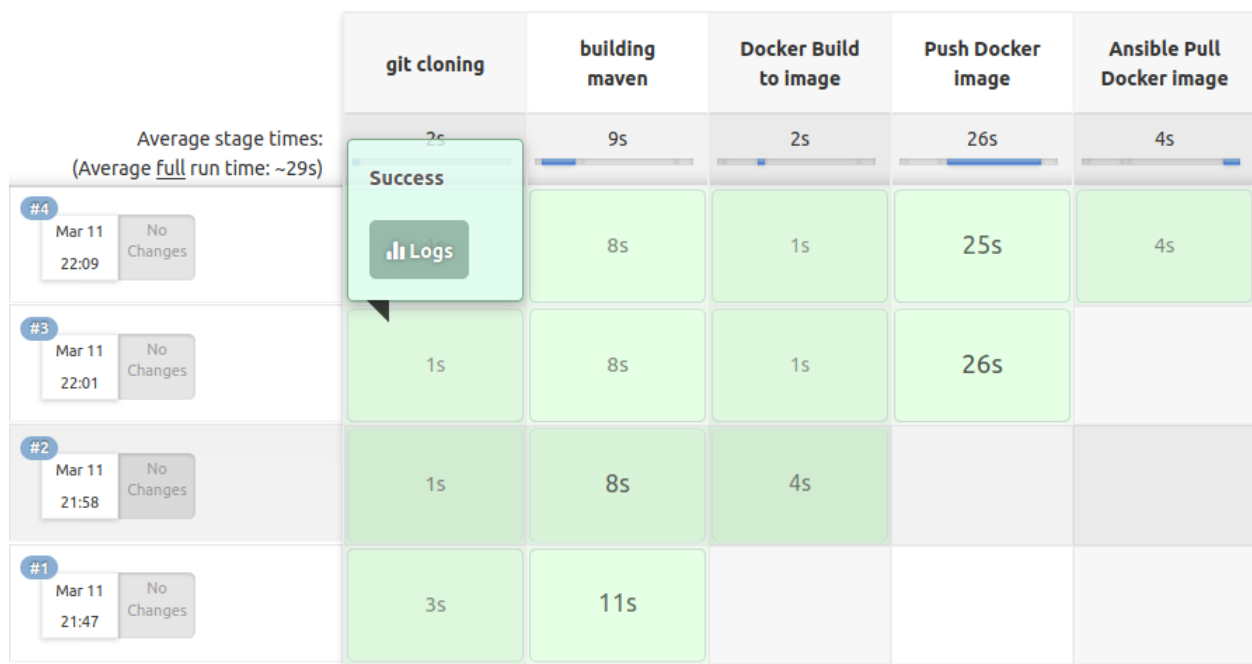 git cloning
building
maven
Docker Build
to image
Push Docker
image
Ansible Pull
Docker image
Average stage times:
(Average full run time: ~29s)
2s
9s
2s
26s
4s
Success
Logs
#4
Mar 11
22:09
No
Changes
8s
1s
25s
4s
#3
Mar 11
22:01
No
Changes
1s
8s
1s
26s
#2
Mar 11
21:58
No
Changes
1s
8s
4s
#1
Mar 11
21:47
No
Changes
3s
11s